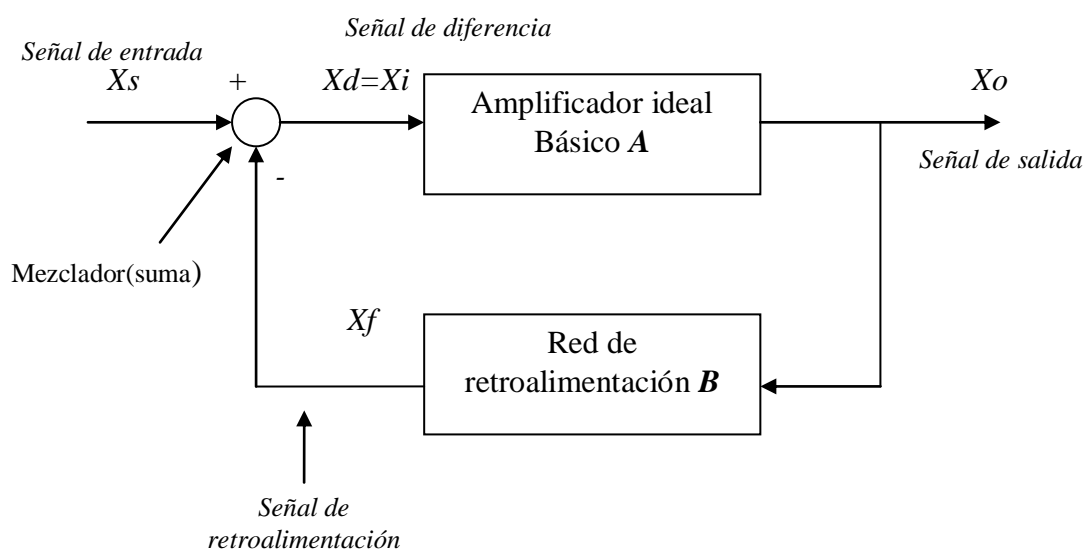 Señal de diferencia
Señal de entrada
Xs
+
Xd=Xi
Amplificador ideal
Básico A
Xo
Señal de salida
-
Mezclador(suma)
Xf
Red de
retroalimentación B
Señal de
retroalimentación